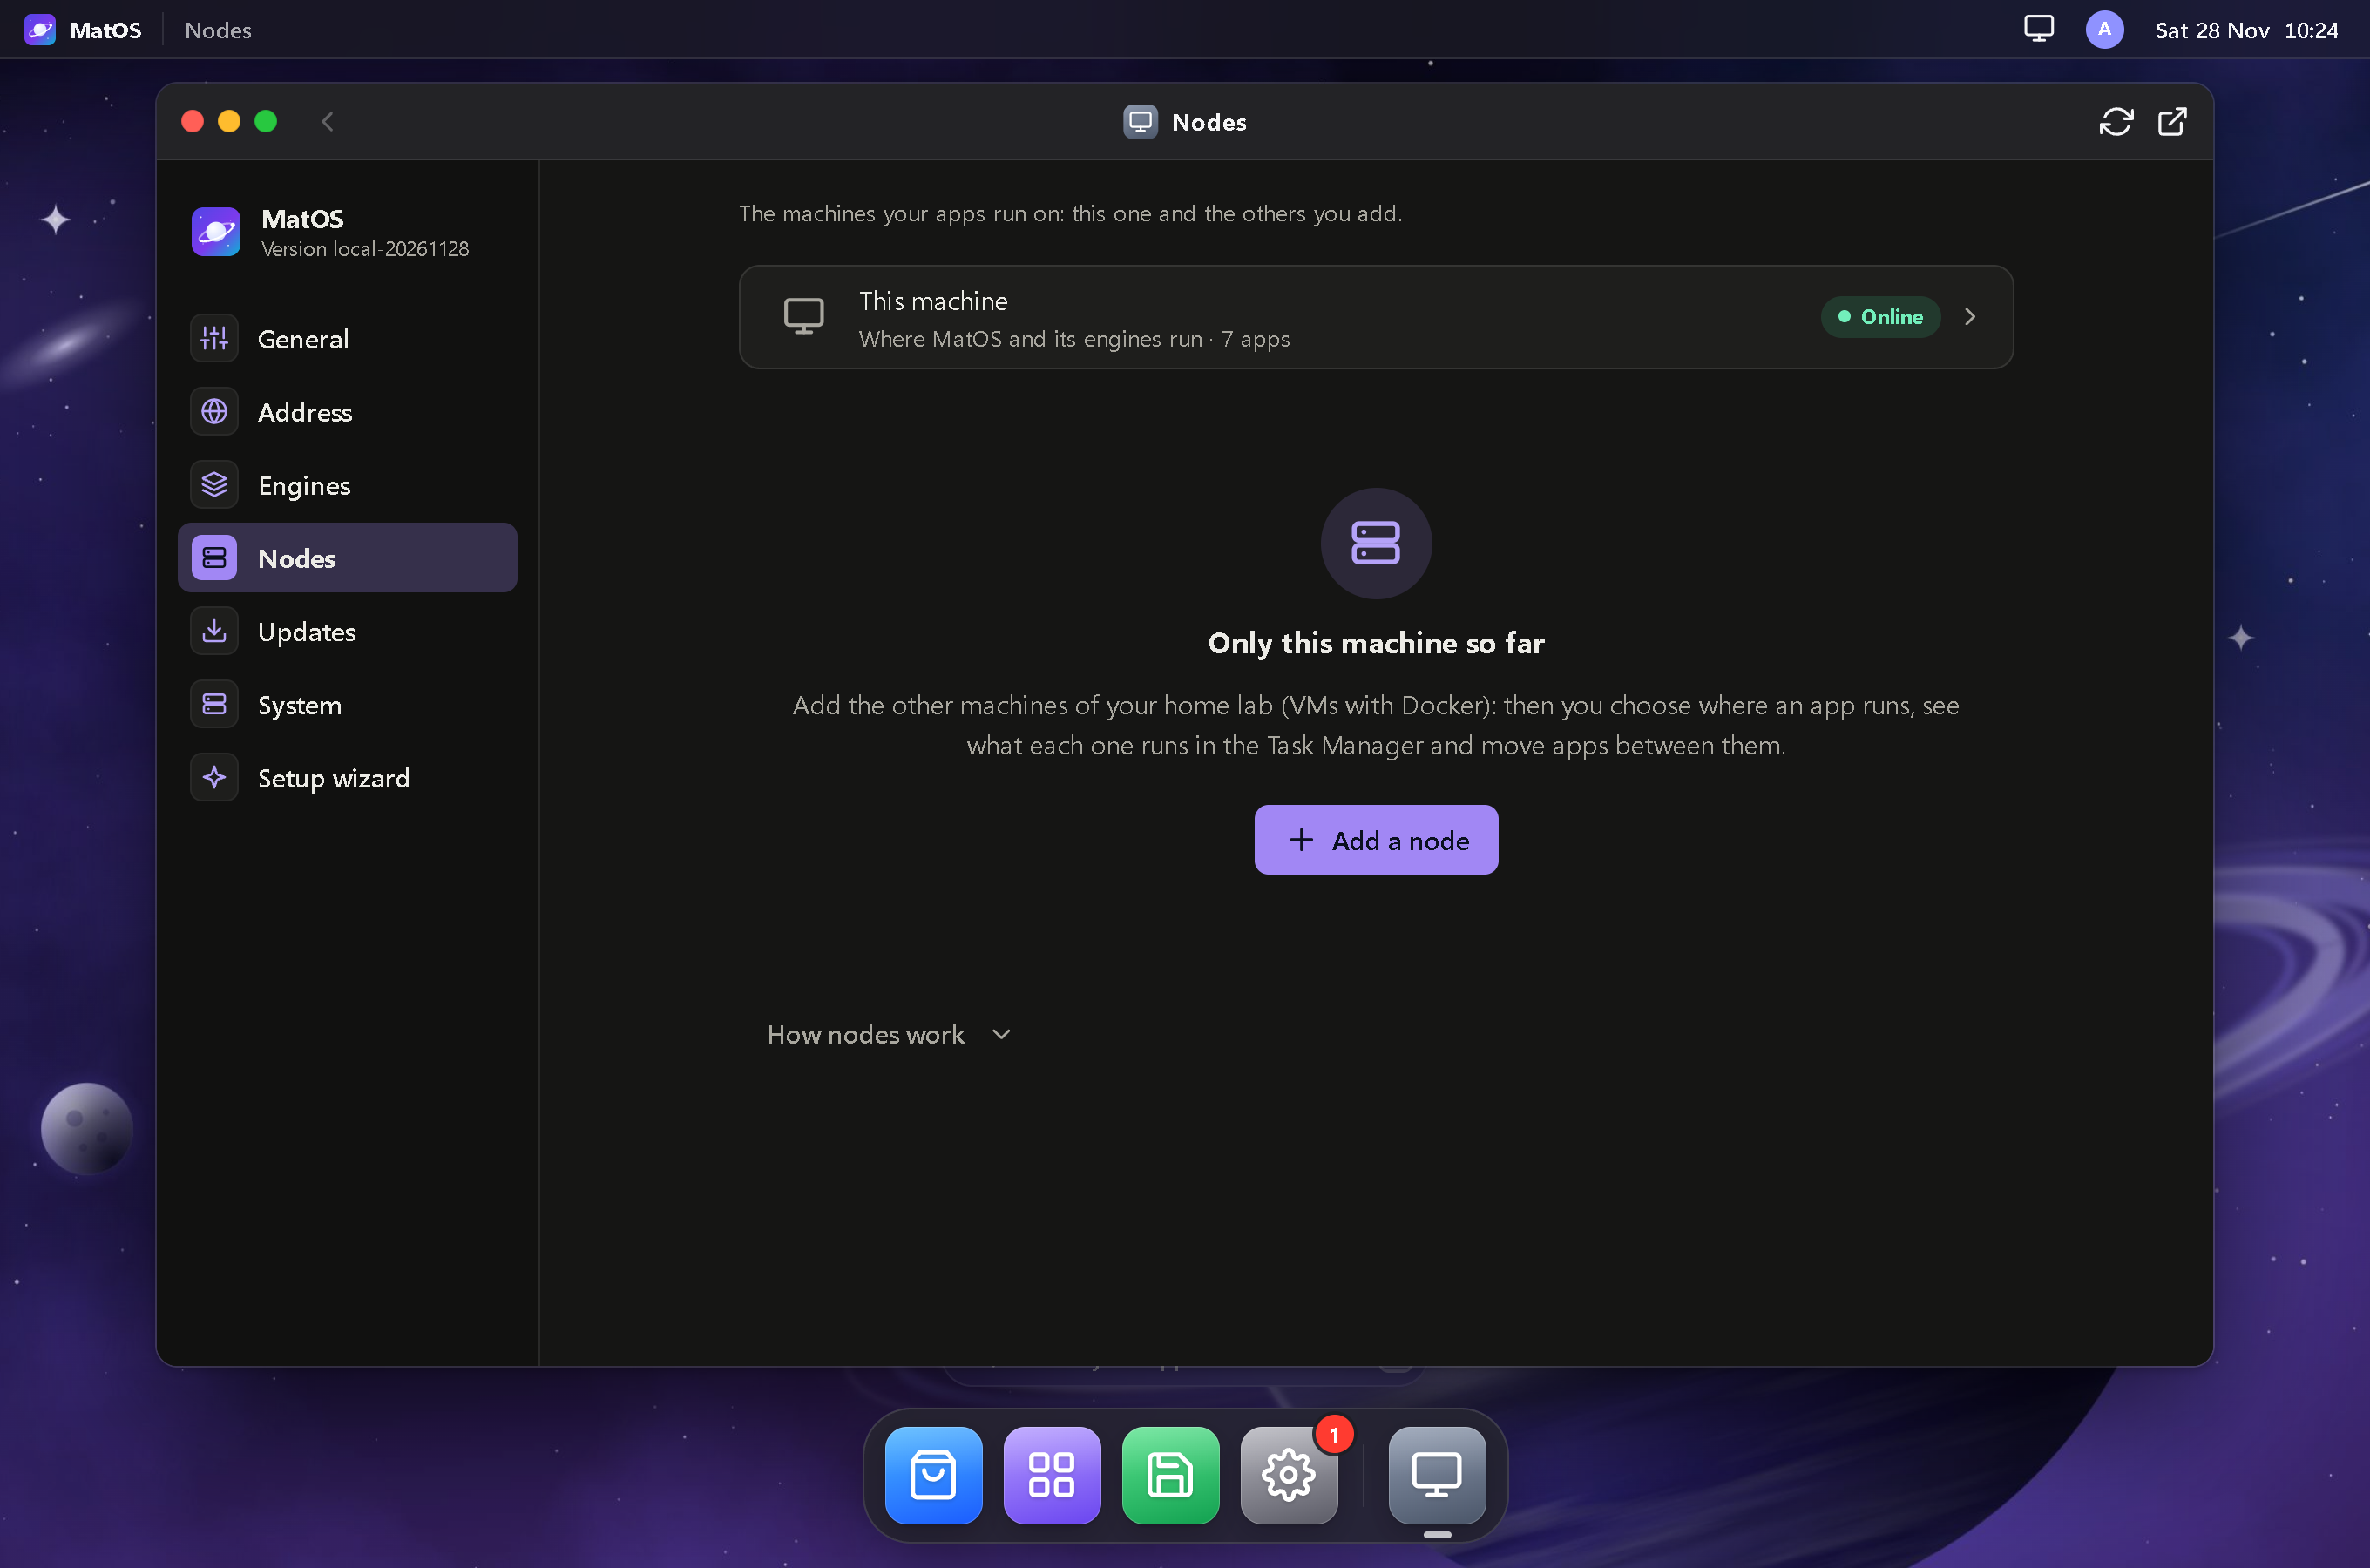 MatOS
Nodes
A
Sat 28 Nov 10:24
Nodes
MatOS
Version local-20261128
General
Address
Engines
Nodes
Updates
System
Setup wizard
The machines your apps run on: this one and the others you add.
This machine
Where MatOS and its engines run · 7 apps
Online
Only this machine so far
Add the other machines of your home lab (VMs with Docker): then you choose where an app runs, see
what each one runs in the Task Manager and move apps between them.
Add a node
How nodes work
1